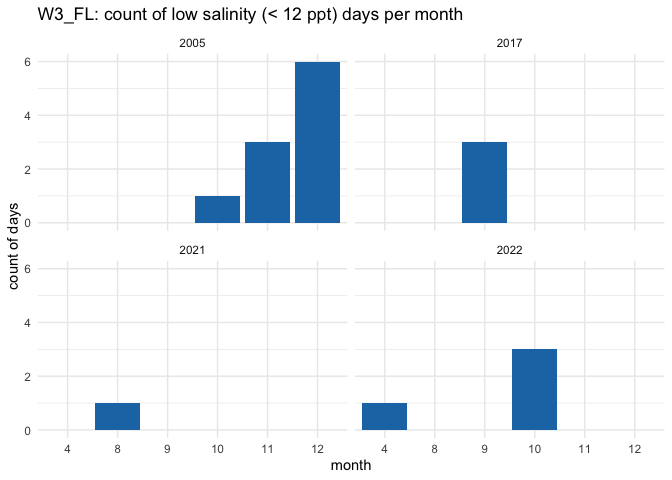 W3_FL: count of low salinity (< 12 ppt) days per month
2005 2017
6
4
2
0
2021 2022
6
4
2
0
4 8 9 10 11 12 4 8 9 10 11 12
month
count of days